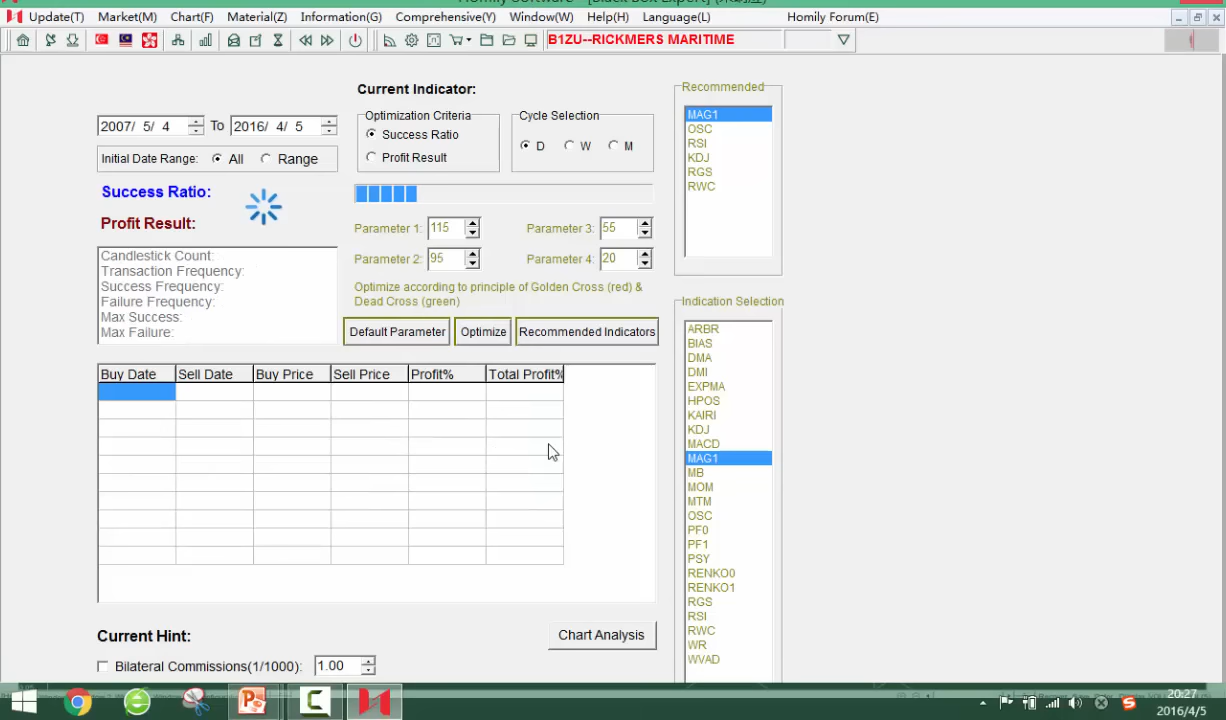 Update(T) Market(M) Chart(F) Material(Z) Information(G) Comprehensive(Y) Window(W) Help(H) Language(L) Homily Forum(E)
B1ZU--RICKMERS MARITIME
Current Indicator:
2007/ 5/ 4 To 2016/ 4/ 5
Initial Date Range: All Range
Success Ratio:
Profit Result:
Candlestick Count:
Transaction Frequency:
Success Frequency:
Failure Frequency:
Max Success:
Max Failure:
Optimization Criteria
Success Ratio
Profit Result
Cycle Selection
D W M
Parameter 1: 115 Parameter 3: 55
Parameter 2: 95 Parameter 4: 20
Optimize according to principle of Golden Cross (red) &
Dead Cross (green)
Default Parameter Optimize Recommended Indicators
Buy Date Sell Date Buy Price Sell Price Profit% Total Profit%
Current Hint:
Chart Analysis
Bilateral Commissions(1/1000): 1.00
Recommended
MAG1
OSC
RSI
KDJ
RGS
RWC
Indication Selection
ARBR
BIAS
DMA
DMI
EXPMA
HPOS
KAIRI
KDJ
MACD
MAG1
MB
MOM
MTM
OSC
PF0
PF1
PSY
RENKO0
RENKO1
RGS
RSI
RWC
WR
WVAD
20:27
2016/4/5